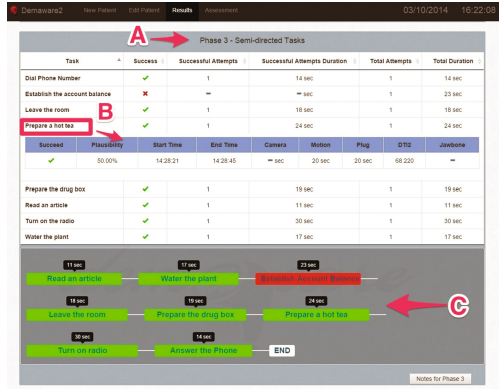 Demaware2 New Patient Edit Patient Results Assessment 03/10/2014 16:22:08
A Phase 3 - Semi-directed Tasks
Task Success Successful Attempts Successful Attempts Duration Total Attempts Total Duration
Dial Phone Number 1 14 sec 1 14 sec
Establish the account balance - - sec 1 23 sec
Leave the room 1 18 sec 1 18 sec
B
Prepare a hot tea 1 24 sec 1 24 sec
Succeed Plausibility Start Time End Time Camera Motion Plug DTI2 Jawbone
50.00% 14:28:21 14:28:45 - sec 20 sec 20 sec 68.220 -
Prepare the drug box 1 19 sec 1 19 sec
Read an article 1 11 sec 1 11 sec
Turn on the radio 1 30 sec 1 30 sec
Water the plant 1 17 sec 1 17 sec
11 sec 17 sec 23 sec
Read an article Water the plant Establish Account Balance
18 sec 19 sec 24 sec
Leave the room Prepare the drug box Prepare a hot tea C
30 sec 14 sec
Turn on radio Answer the Phone END
Notes for Phase 3